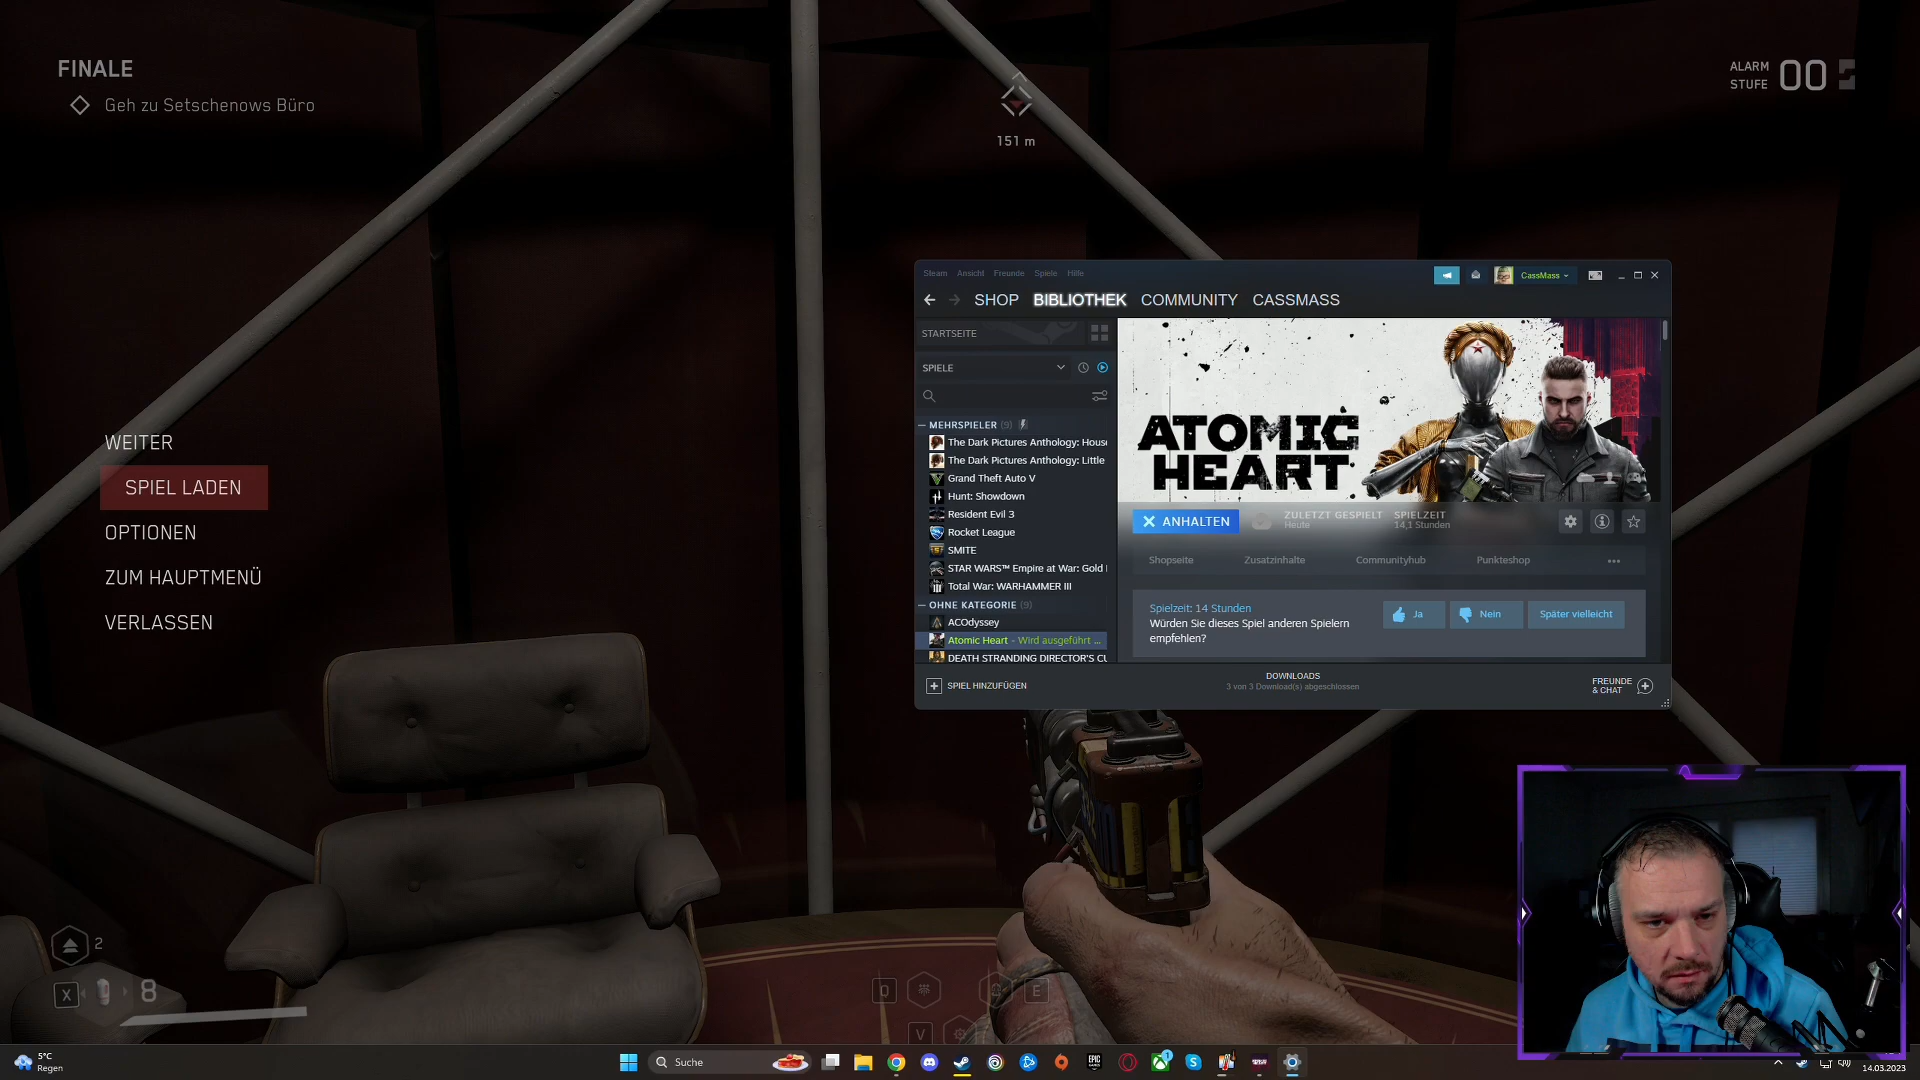 FINALE
Geh zu Setschenows Büro
151 m
ALARM
STUFE 00
WEITER
SPIEL LADEN
OPTIONEN
ZUM HAUPTMENÜ
VERLASSEN
Steam Ansicht Freunde Spiele Hilfe
CassMass
SHOP BIBLIOTHEK COMMUNITY CASSMASS
STARTSEITE
SPIELE
MEHRSPIELER (9)
The Dark Pictures Anthology: House
The Dark Pictures Anthology: Little
Grand Theft Auto V
Hunt: Showdown
Resident Evil 3
Rocket League
SMITE
STAR WARS™ Empire at War: Gold
Total War: WARHAMMER III
OHNE KATEGORIE (9)
ACOdyssey
Atomic Heart - Wird ausgeführt ...
DEATH STRANDING DIRECTOR'S CU
ATOMIC
HEART
ANHALTEN
ZULETZT GESPIELT
Heute
SPIELZEIT
14,1 Stunden
Shopseite Zusatzinhalte Communityhub Punkteshop
Spielzeit: 14 Stunden
Würden Sie dieses Spiel anderen Spielern
empfehlen?
Ja Nein Später vielleicht
SPIEL HINZUFÜGEN
DOWNLOADS
3 von 3 Download(s) abgeschlossen
FREUNDE
& CHAT
2
X 8
Q E
V
5°C
Regen
Suche
EPIC
GAMES
1
14.03.2023